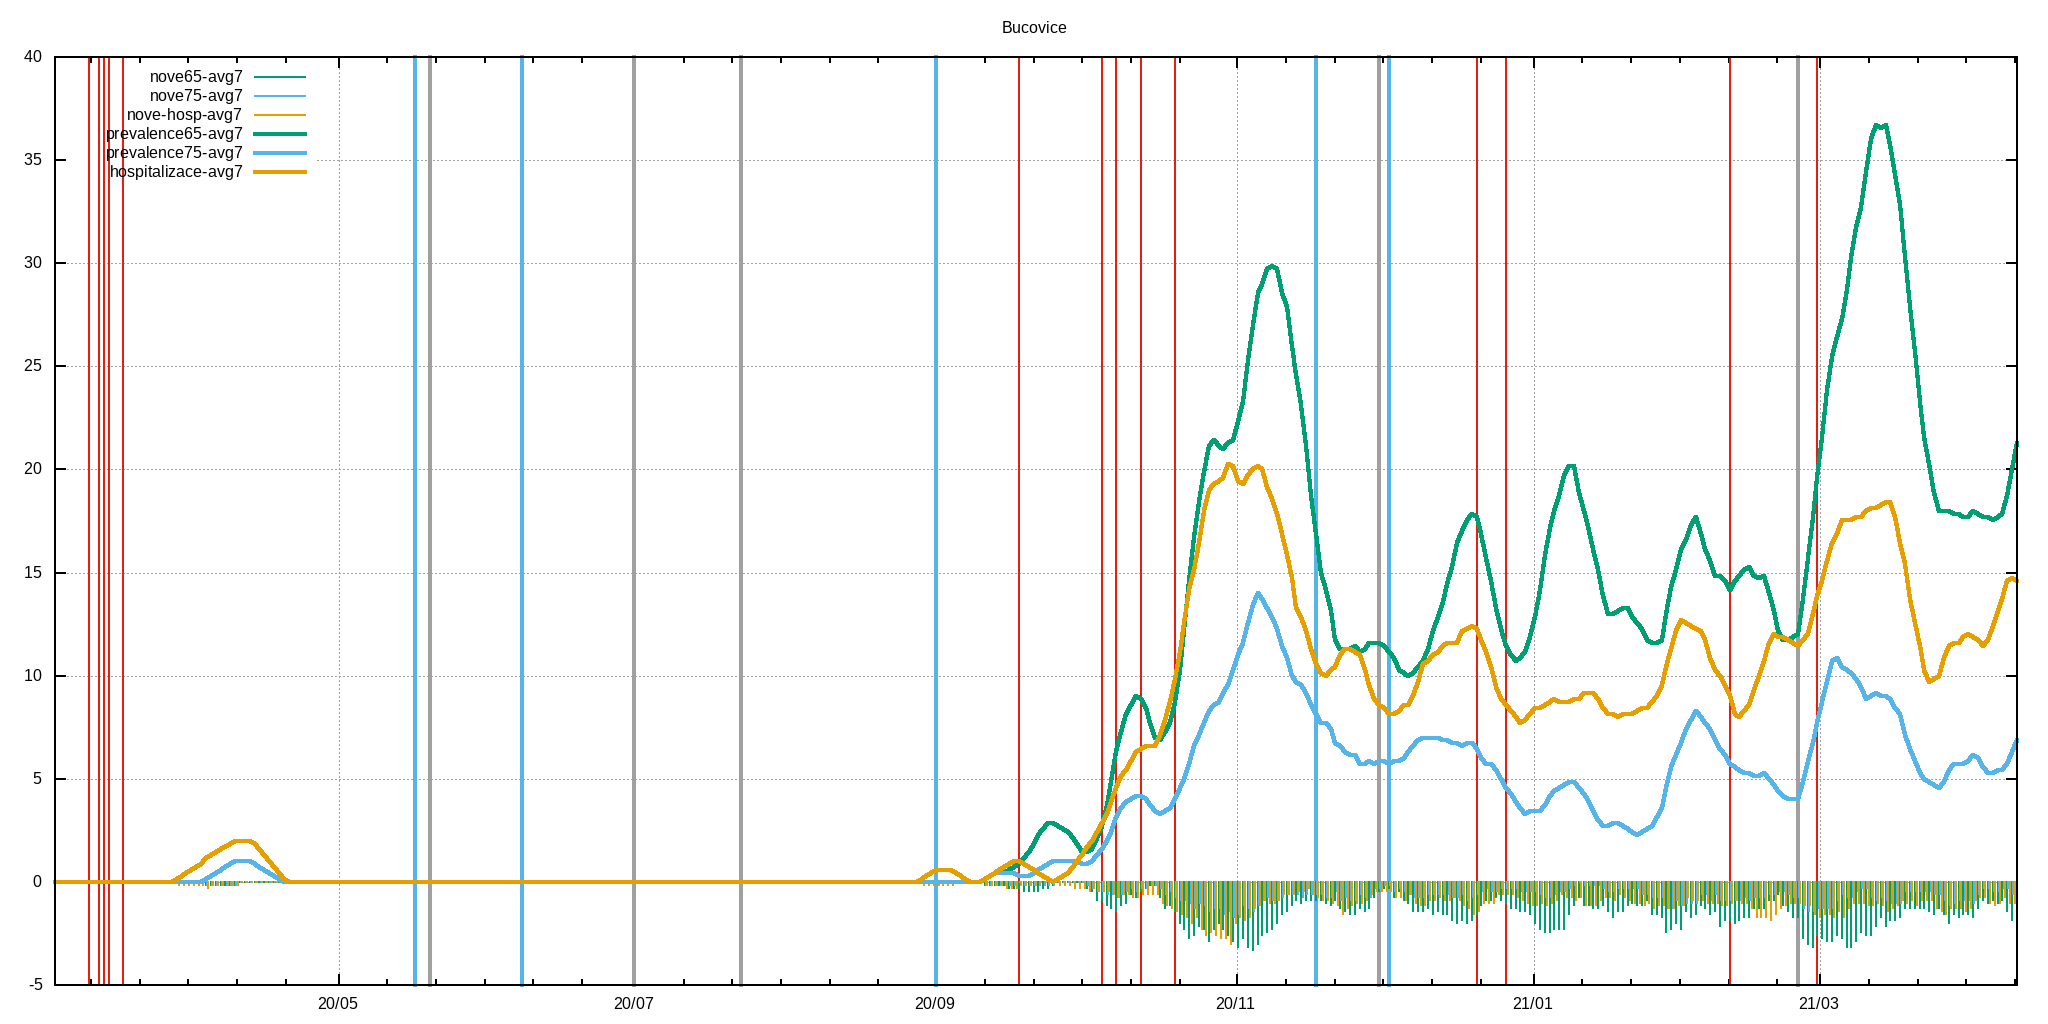 Bucovice
40
35
30
25
20
15
10
5
0
-5
nove65-avg7
nove75-avg7
nove-hosp-avg7
prevalence65-avg7
prevalence75-avg7
hospitalizace-avg7
20/05 20/07 20/09 20/11 21/01 21/03